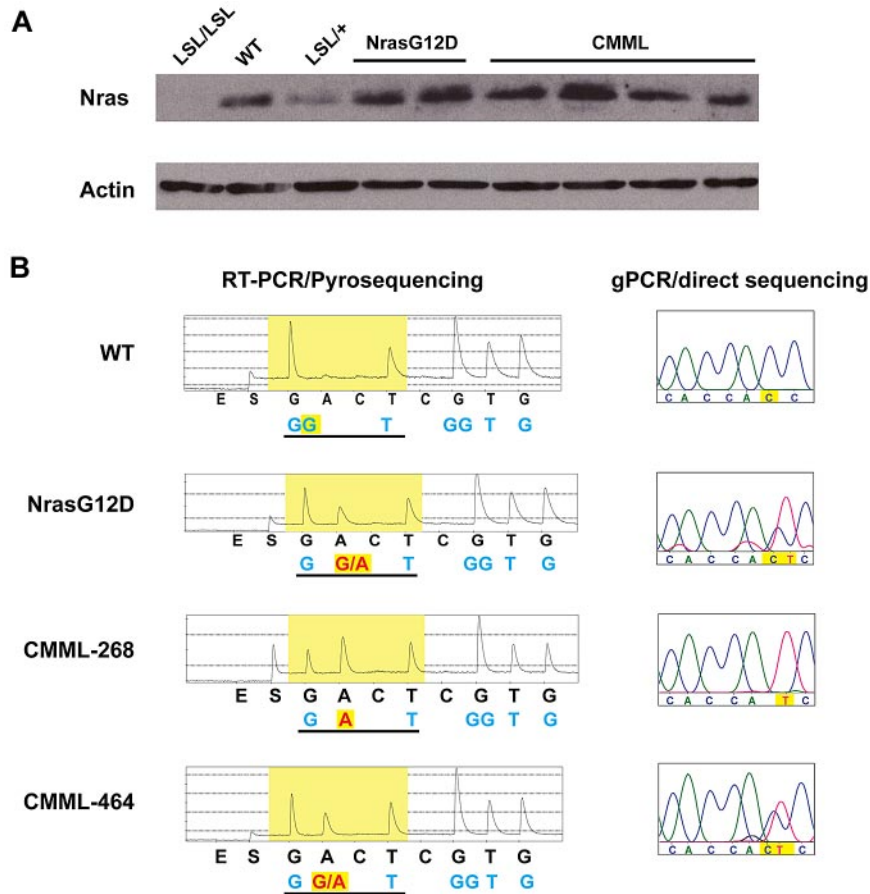 A
LSL/LSL WT LSL/+ NrasG12D CMML
Nras
Actin
B
RT-PCR/Pyrosequencing gPCR/direct sequencing
WT
E S G A C T C G T G
GG T GG T G
C A C C A C C
NrasG12D
E S G A C T C G T G
G G/A T GG T G
C A C C A C T C
CMML-268
E S G A C T C G T G
G A T GG T G
C A C C A T C
CMML-464
E S G A C T C G T G
G G/A T GG T G
C A C C A C T C